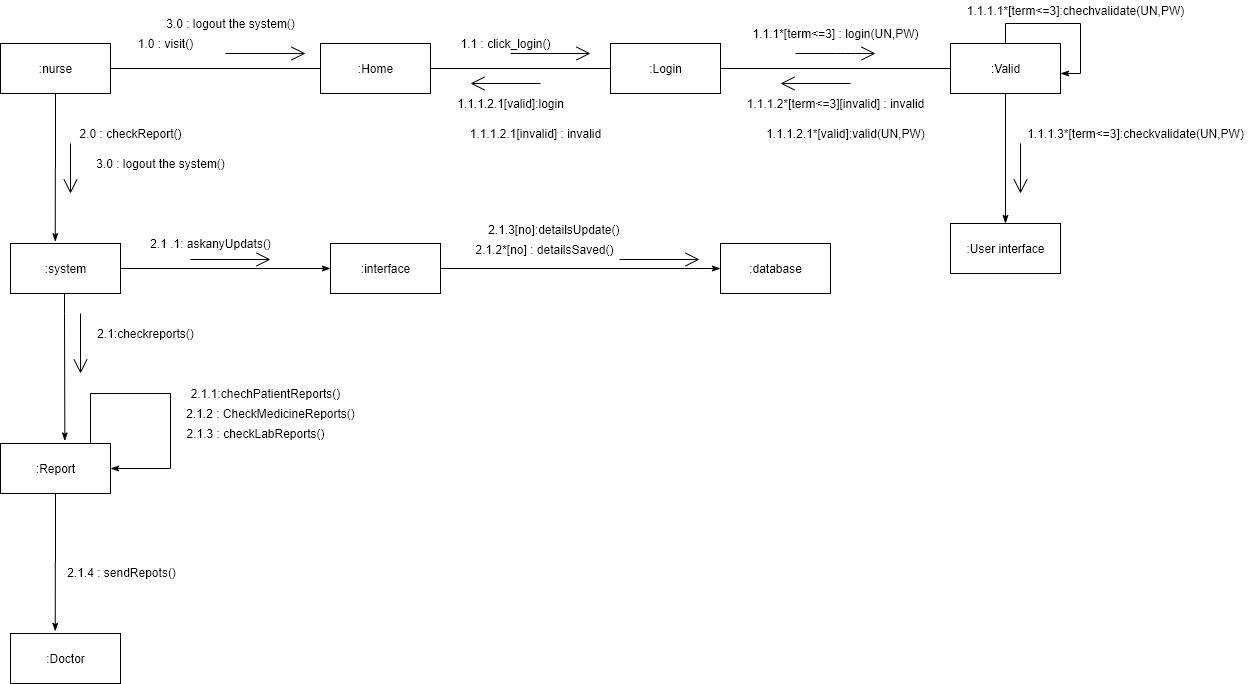 1.1.1.1*[term<=3]:chechvalidate(UN,PW)
3.0 : logout the system()
1.0 : visit()
1.1 : click_login()
1.1.1*[term<=3] : login(UN,PW)
:nurse
:Home
:Login
:Valid
1.1.1.2.1[valid]:login
1.1.1.2*[term<=3][invalid] : invalid
1.1.1.2.1[invalid] : invalid
1.1.1.2.1*[valid]:valid(UN,PW)
2.0 : checkReport()
1.1.1.3*[term<=3]:checkvalidate(UN,PW)
3.0 : logout the system()
2.1 .1: askanyUpdats()
2.1.3[no]:detailsUpdate()
2.1.2*[no] : detailsSaved()
:User interface
:system
:interface
:database
2.1:checkreports()
2.1.1:chechPatientReports()
2.1.2 : CheckMedicineReports()
2.1.3 : checkLabReports()
:Report
2.1.4 : sendRepots()
:Doctor